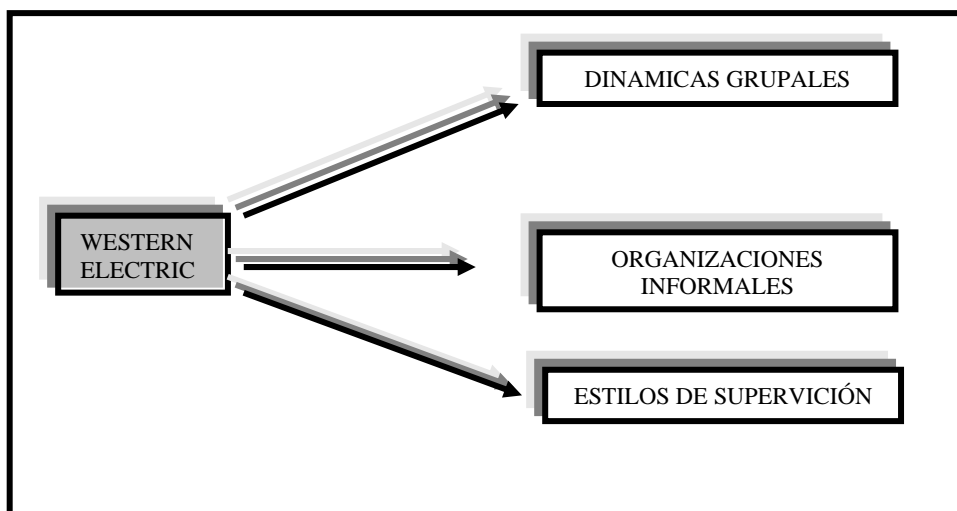 DINAMICAS GRUPALES
WESTERN
ELECTRIC
ORGANIZACIONES
INFORMALES
ESTILOS DE SUPERVICIÓN